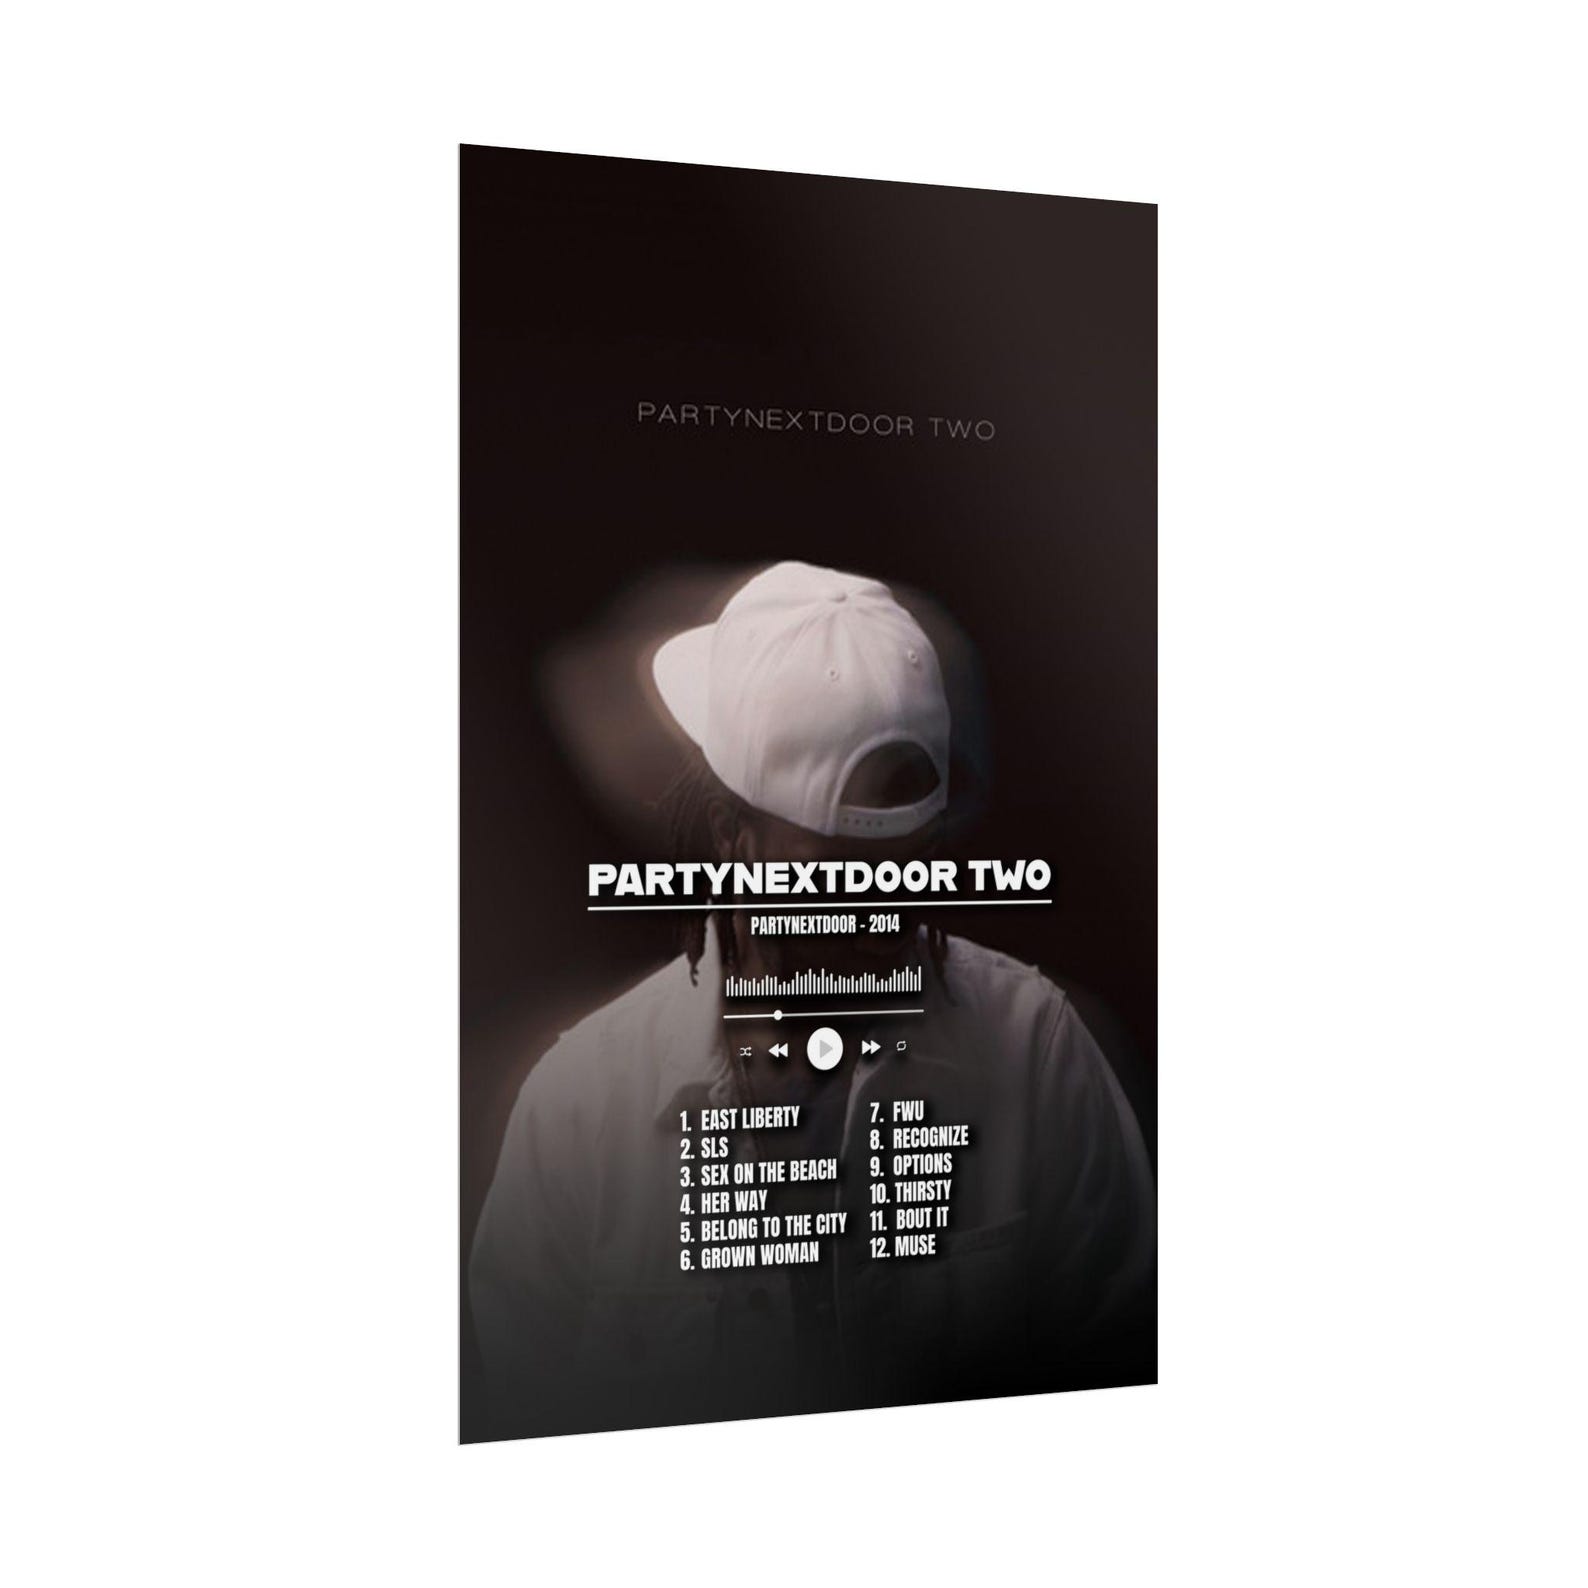 PARTYNEXTDOOR TWO
PARTYNEXTDOOR TWO
PARTYNEXTDOOR - 2014
1. EAST LIBERTY
2. SLS
3. SEX ON THE BEACH
4. HER WAY
5. BELONG TO THE CITY
6. GROWN WOMAN
7. FWU
8. RECOGNIZE
9. OPTIONS
10. THIRSTY
11. BOUT IT
12. MUSE